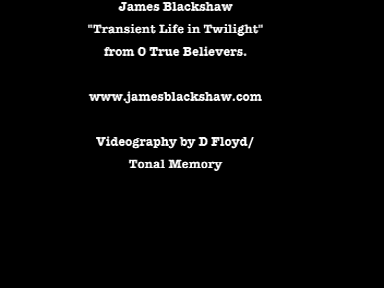 James Blackshaw
"Transient Life in Twilight"
from O True Believers.
www.jamesblackshaw.com
Videography by D Floyd/
Tonal Memory